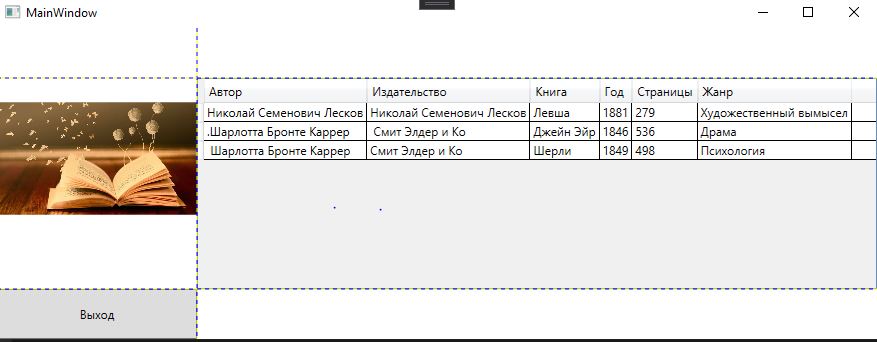 MainWindow
Автор Издательство Книга Год Страницы Жанр
Николай Семенович Лесков Николай Семенович Лесков Левша 1881 279 Художественный вымысел
.Шарлотта Бронте Каррер Смит Элдер и Ко Джейн Эйр 1846 536 Драма
Шарлотта Бронте Каррер Смит Элдер и Ко Шерли 1849 498 Психология
Выход